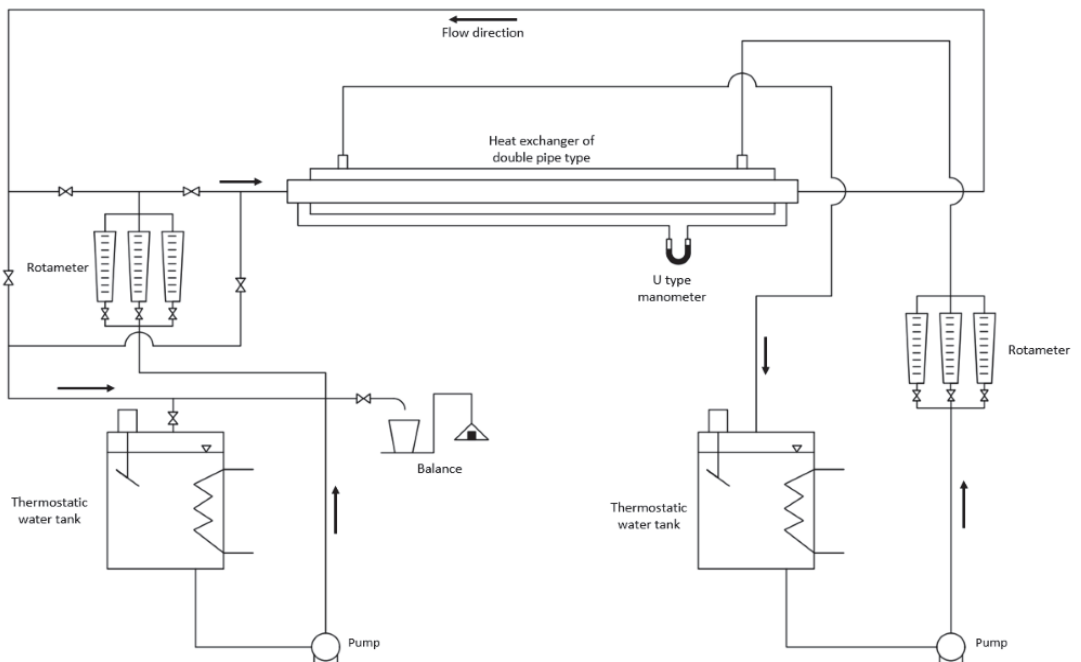 Flow direction
Heat exchanger of
double pipe type
Rotameter
U type
manometer
Rotameter
Balance
Thermostatic
water tank
Thermostatic
water tank
Pump
Pump